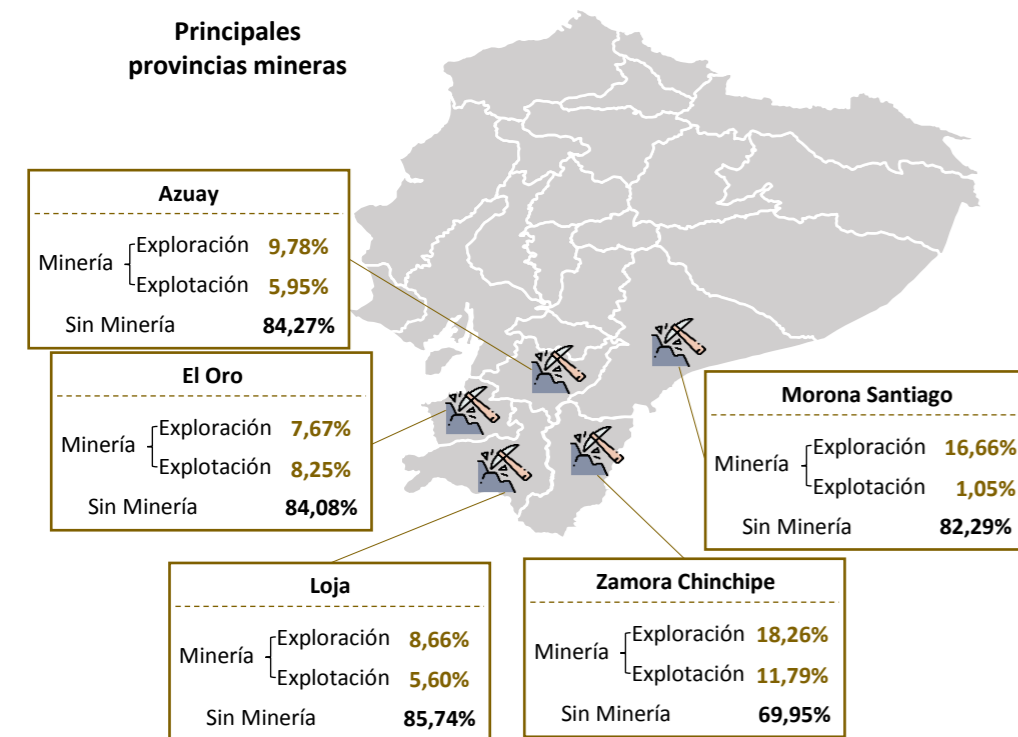 Principales
provincias mineras
Azuay
Minería
Exploración 9,78%
Explotación 5,95%
Sin Minería 84,27%
El Oro
Minería
Exploración 7,67%
Explotación 8,25%
Sin Minería 84,08%
Morona Santiago
Minería
Exploración 16,66%
Explotación 1,05%
Sin Minería 82,29%
Loja
Minería
Exploración 8,66%
Explotación 5,60%
Sin Minería 85,74%
Zamora Chinchipe
Minería
Exploración 18,26%
Explotación 11,79%
Sin Minería 69,95%